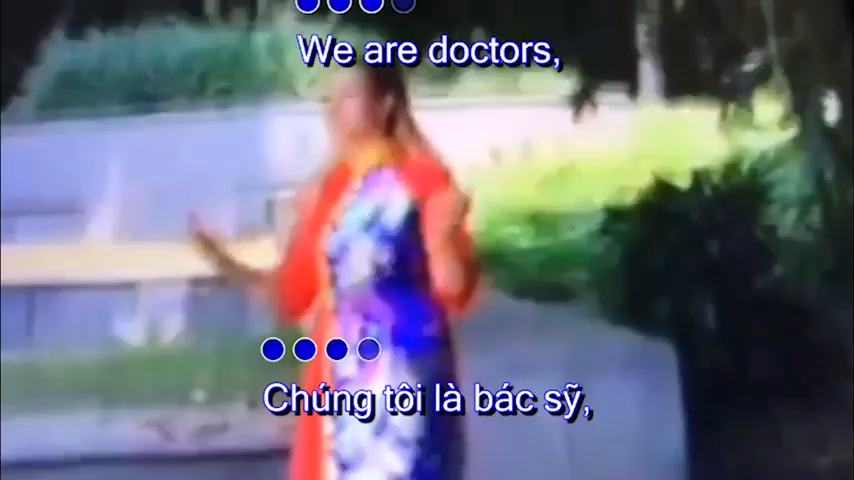 We are doctors,
Chúng tôi là bác sỹ,